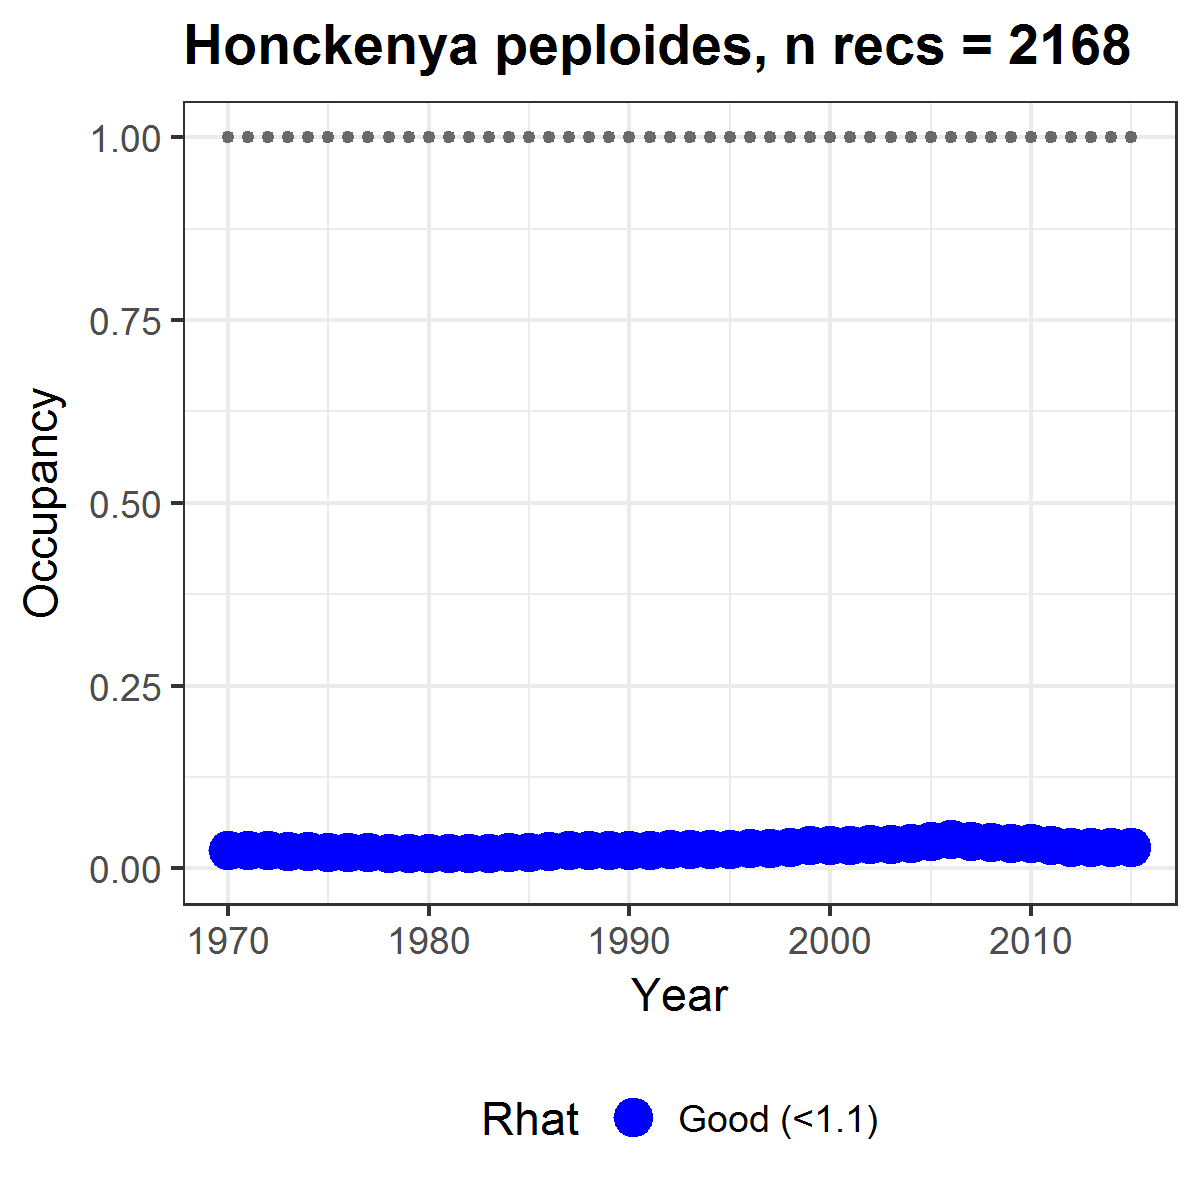 Honckenya peploides, n recs = 2168
1.00
0.75
0.50
0.25
0.00
Occupancy
1970 1980 1990 2000 2010
Year
Rhat Good (<1.1)